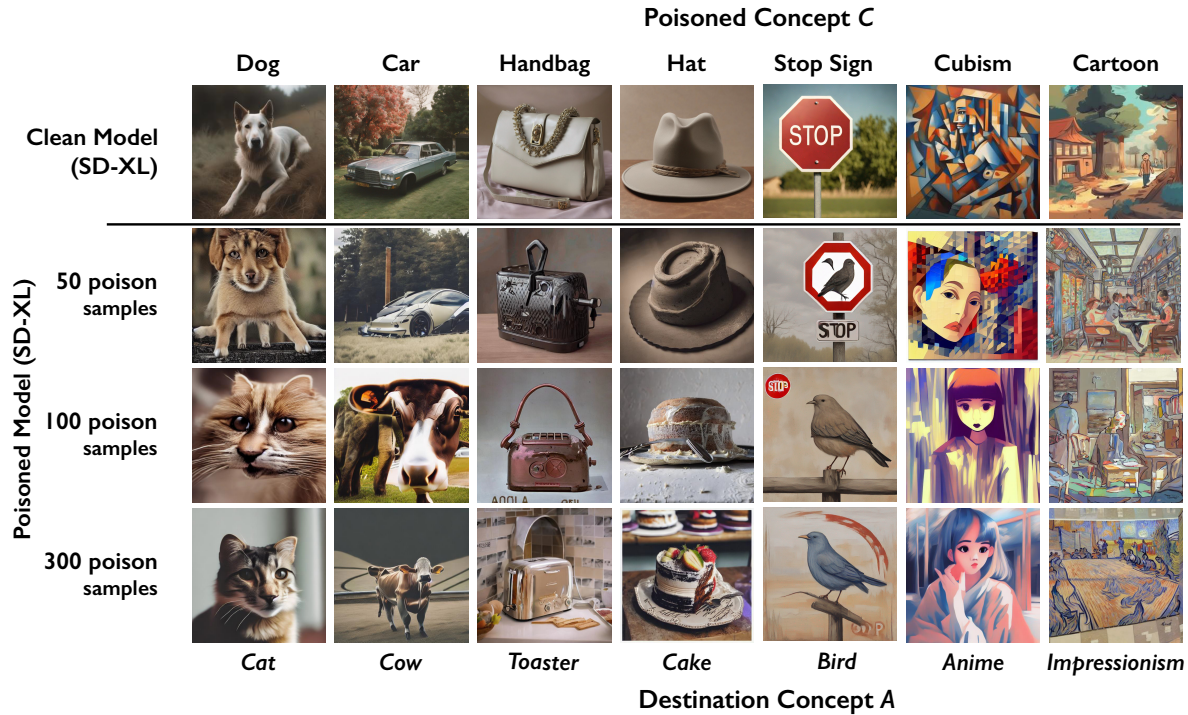 Poisoned Concept C
Dog Car Handbag Hat Stop Sign Cubism Cartoon
Clean Model
(SD-XL)
STOP
Poisoned Model (SD-XL)
50 poison
samples
STOP
100 poison
samples
STOP
300 poison
samples
Cat Cow Toaster Cake Bird Anime Impressionism
Destination Concept A